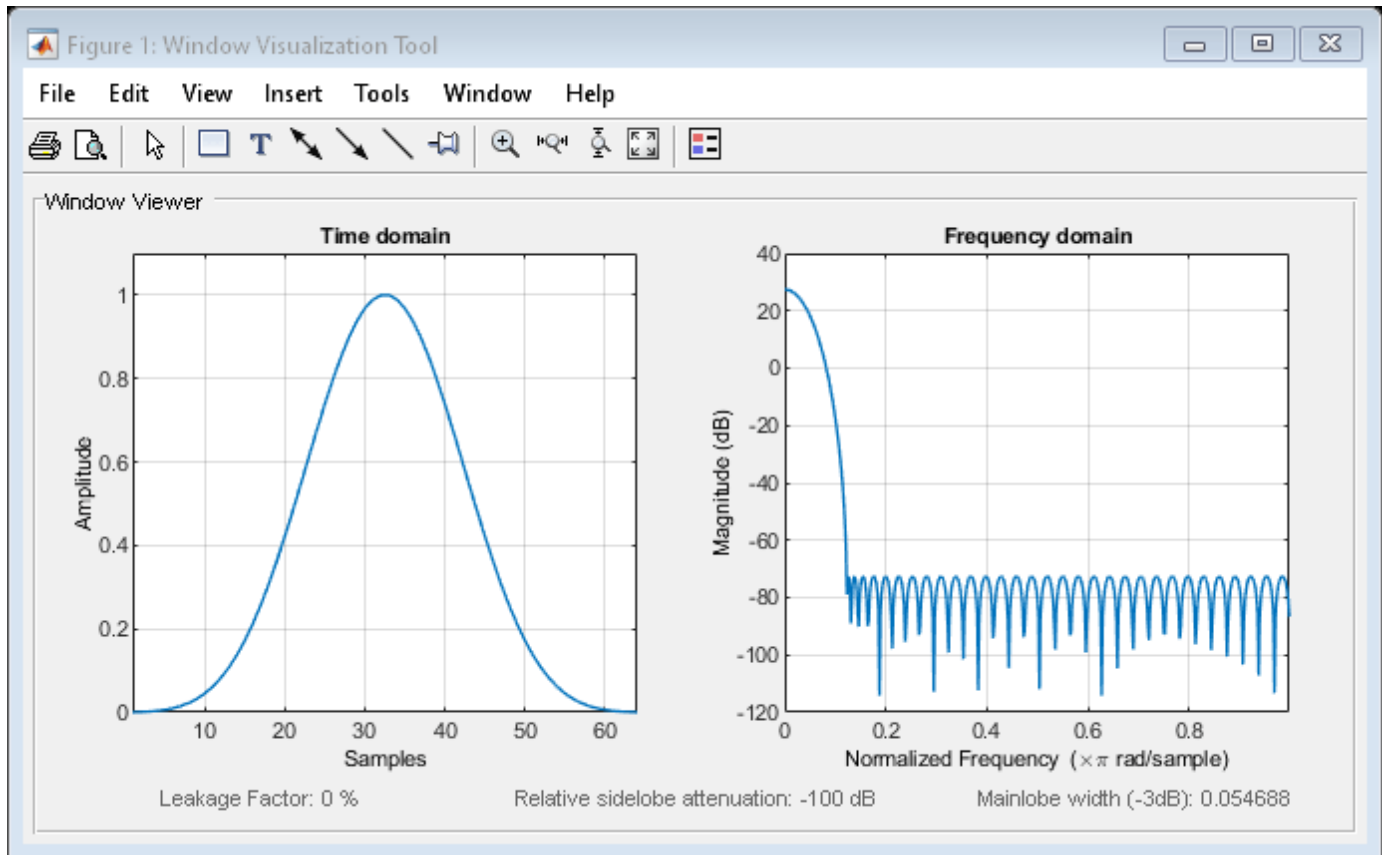 Figure 1: Window Visualization Tool
File Edit View Insert Tools Window Help
T
Window Viewer
Time domain
1
0.8
0.6
0.4
0.2
0
Amplitude
10 20 30 40 50 60
Samples
Frequency domain
40
20
0
-20
-40
-60
-80
-100
-120
Magnitude (dB)
0 0.2 0.4 0.6 0.8
Normalized Frequency (×π rad/sample)
Leakage Factor: 0 % Relative sidelobe attenuation: -100 dB Mainlobe width (-3dB): 0.054688